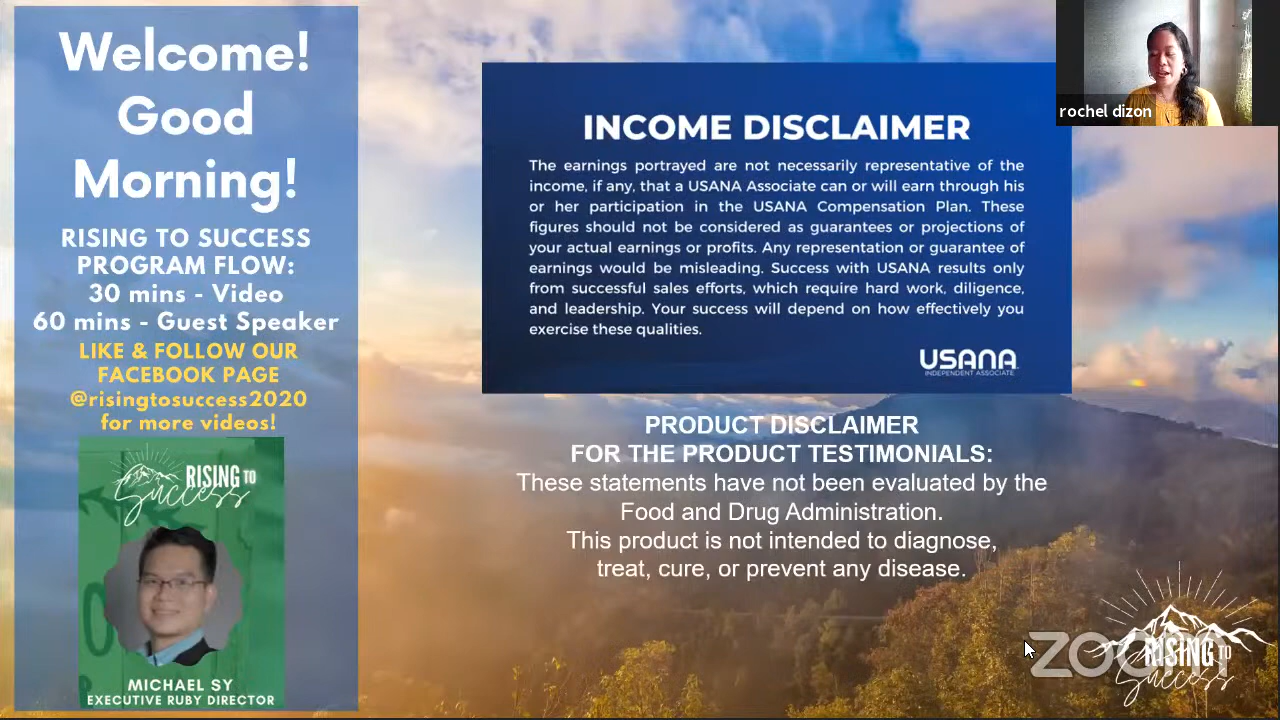 Welcome!
Good
Morning!
RISING TO SUCCESS
PROGRAM FLOW:
30 mins - Video
60 mins - Guest Speaker
LIKE & FOLLOW OUR
FACEBOOK PAGE
@risingtosuccess2020
for more videos!
RISING TO
Success
MICHAEL SY
EXECUTIVE RUBY DIRECTOR
INCOME DISCLAIMER
The earnings portrayed are not necessarily representative of the
income, if any, that a USANA Associate can or will earn through his
or her participation in the USANA Compensation Plan. These
figures should not be considered as guarantees or projections of
your actual earnings or profits. Any representation or guarantee of
earnings would be misleading. Success with USANA results only
from successful sales efforts, which require hard work, diligence,
and leadership. Your success will depend on how effectively you
exercise these qualities.
USANA
INDEPENDENT ASSOCIATE
PRODUCT DISCLAIMER
FOR THE PRODUCT TESTIMONIALS:
These statements have not been evaluated by the
Food and Drug Administration.
This product is not intended to diagnose,
treat, cure, or prevent any disease.
rochel dizon
zoom
RISING TO
Success